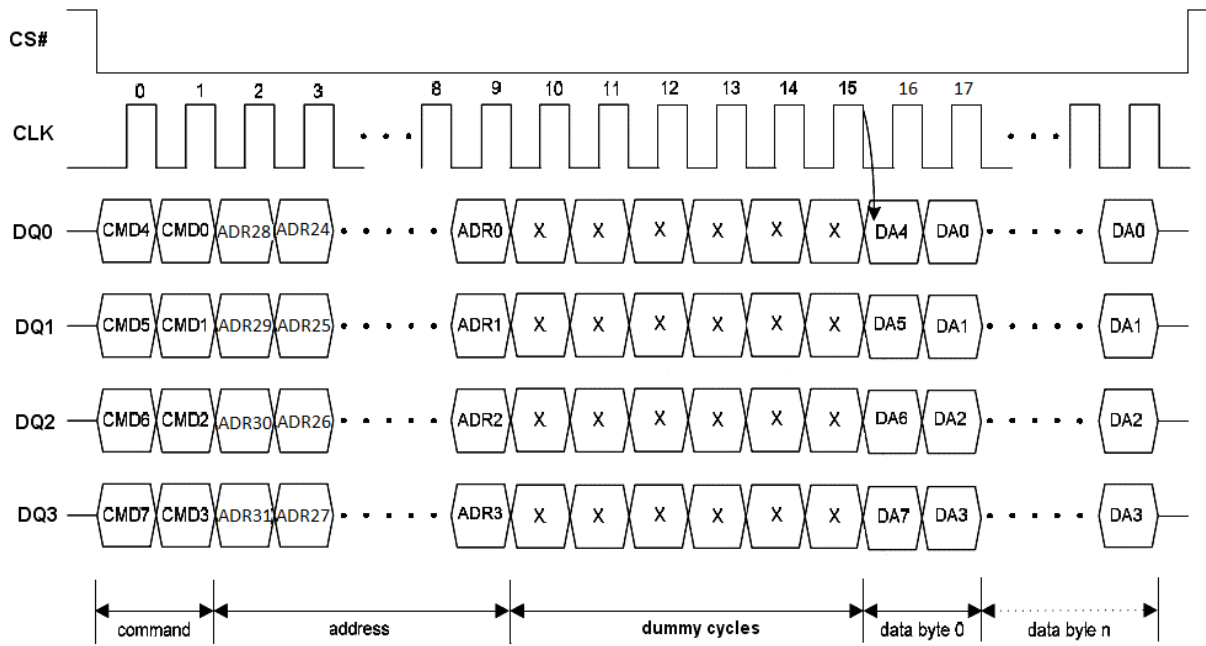 CS#
0 1 2 3 8 9 10 11 12 13 14 15 16 17
CLK
DQ0 CMD4 CMD0 ADR28 ADR24 ADR0 X X X X X X DA4 DA0 DA0
DQ1 CMD5 CMD1 ADR29 ADR25 ADR1 X X X X X X DA5 DA1 DA1
DQ2 CMD6 CMD2 ADR30 ADR26 ADR2 X X X X X X DA6 DA2 DA2
DQ3 CMD7 CMD3 ADR31 ADR27 ADR3 X X X X X X DA7 DA3 DA3
command address dummy cycles data byte 0 data byle n